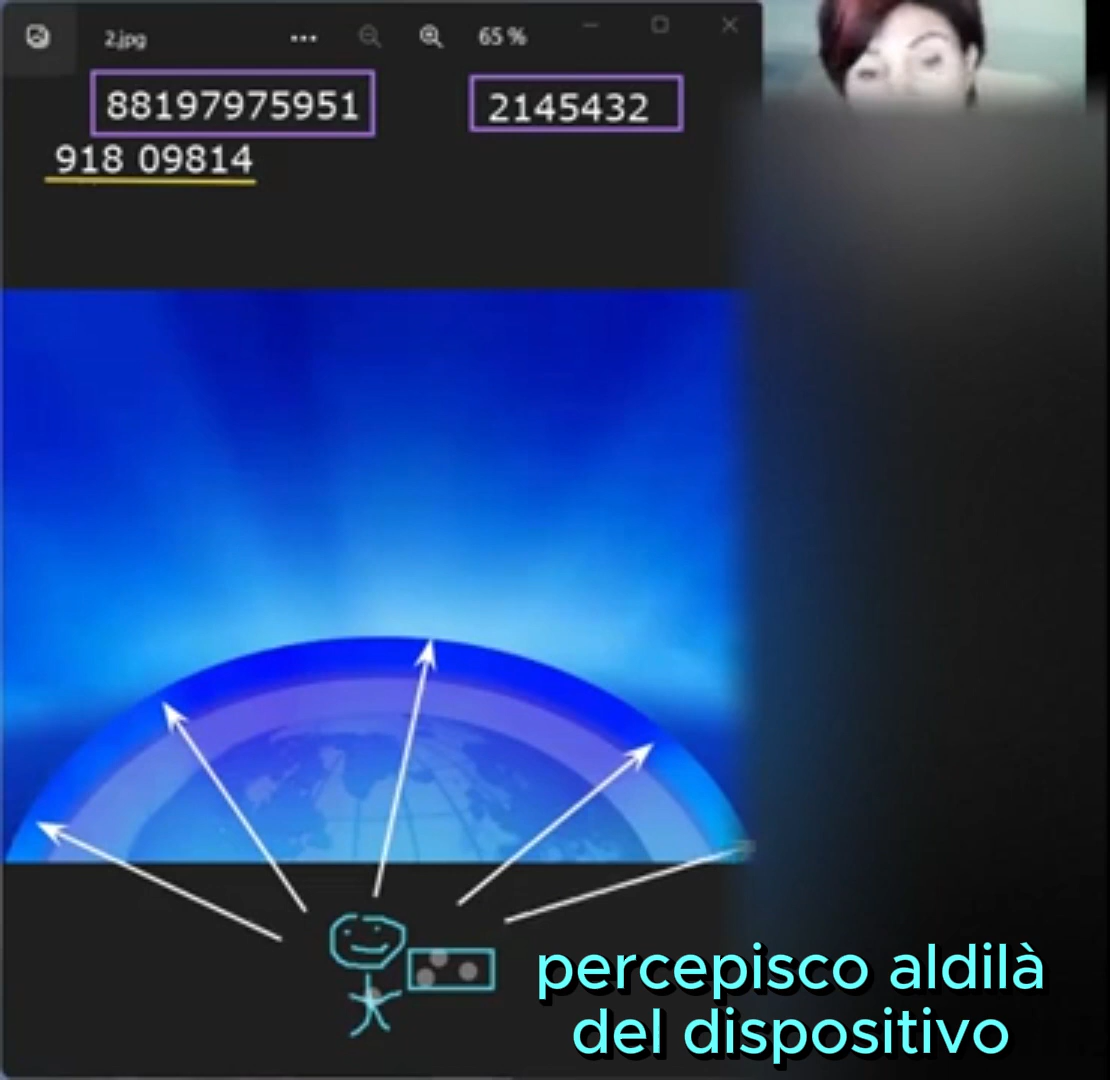 2.jpg ... 65 %
88197975951 2145432
918 09814
percepisco aldilà
del dispositivo